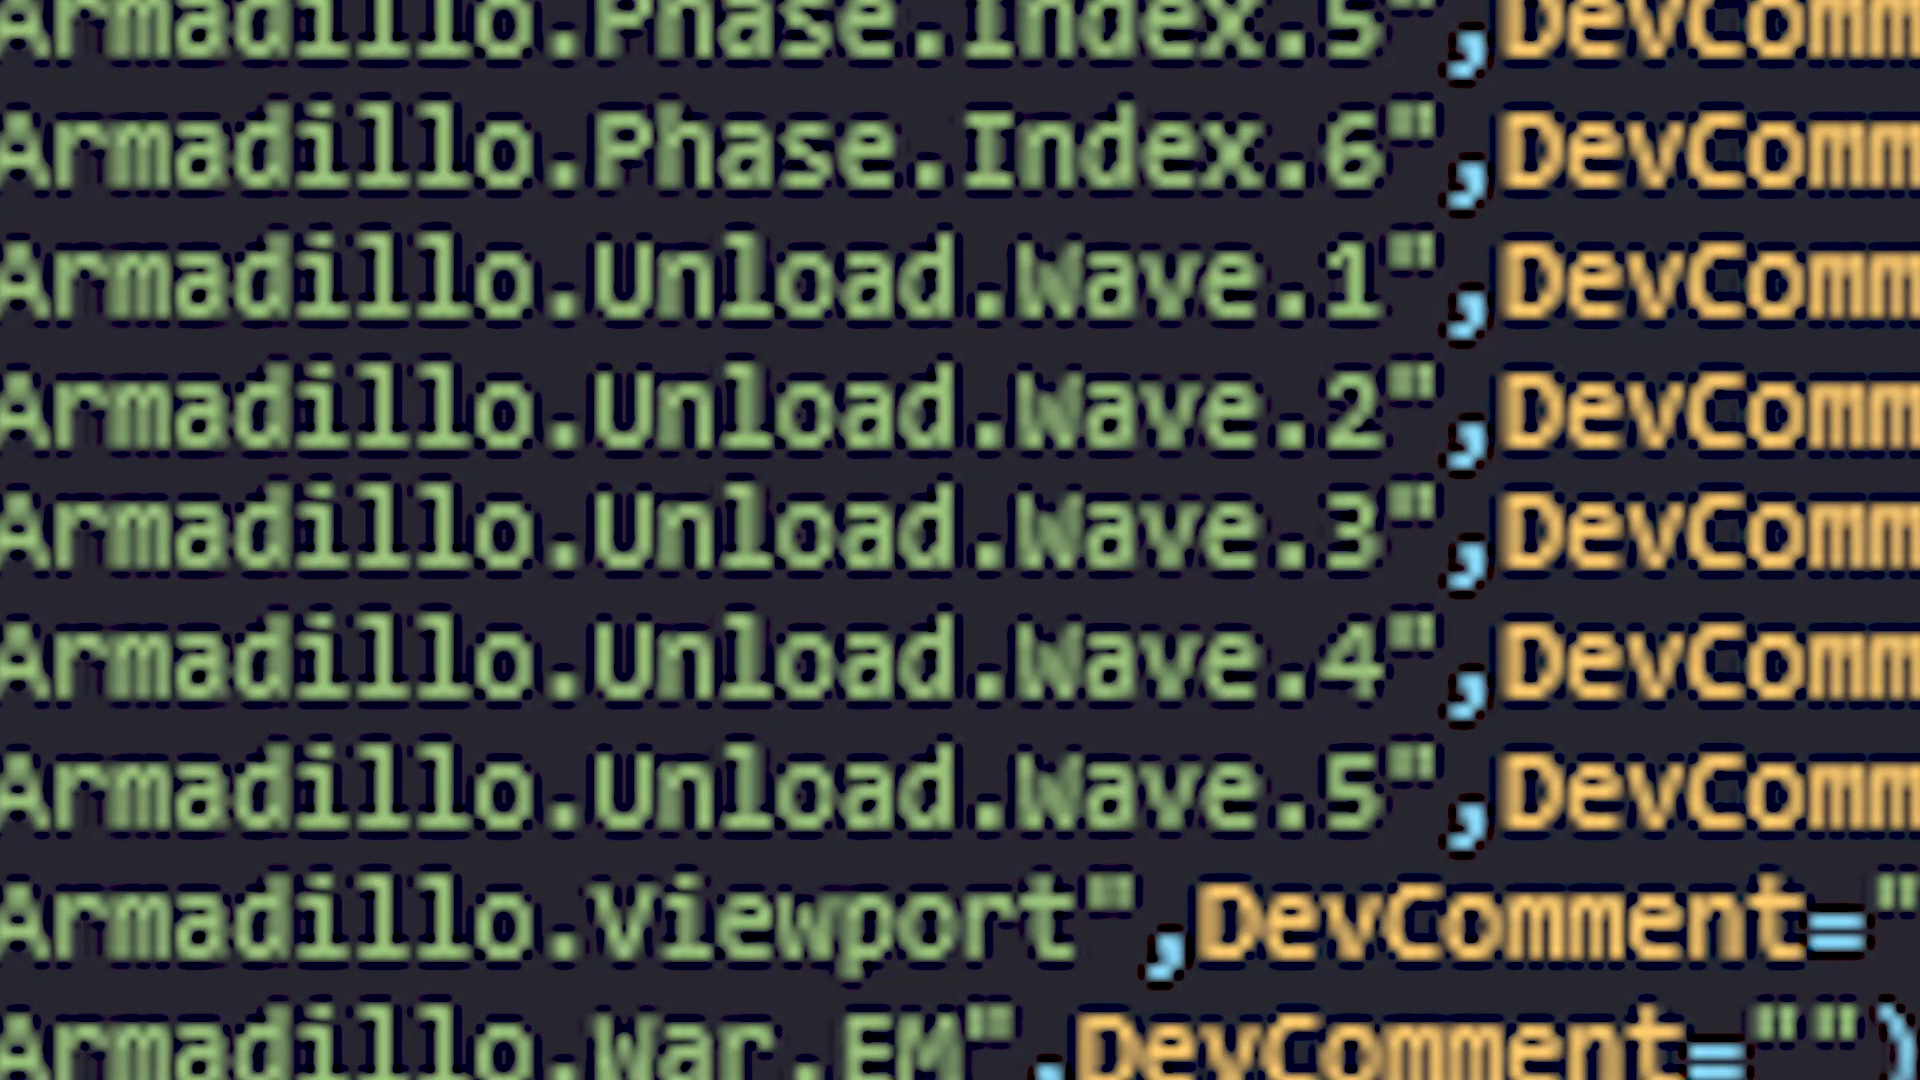 Armadillo.Phase.Index.5",DevComm
Armadillo.Phase.Index.6",DevComm
Armadillo.Unload.Wave.1",DevComm
Armadillo.Unload.Wave.2",DevComm
Armadillo.Unload.Wave.3",DevComm
Armadillo.Unload.Wave.4",DevComm
Armadillo.Unload.Wave.5",DevComm
Armadillo.Viewport",DevComment="
Armadillo.War.EM",DevComment="")